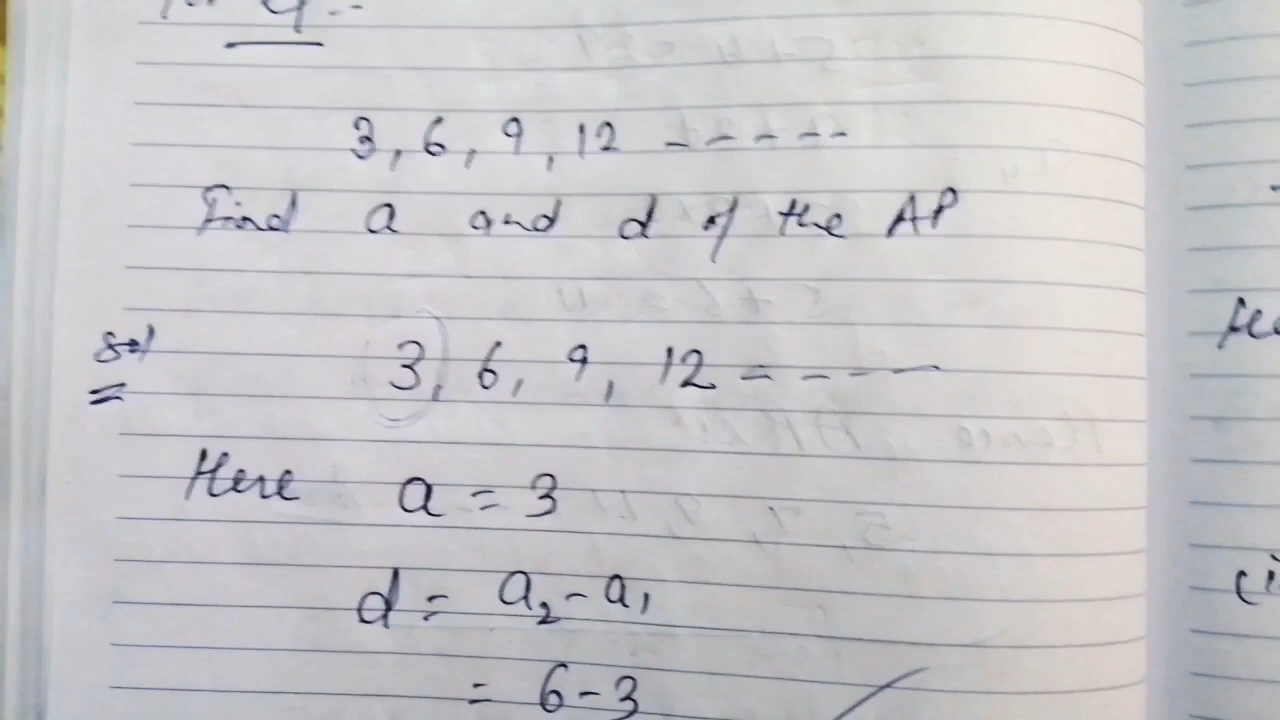 3, 6, 9, 12 -----
Find a and d of the AP
Sol
3, 6, 9, 12 ----
Here a = 3
d = a₂ - a₁
= 6 - 3